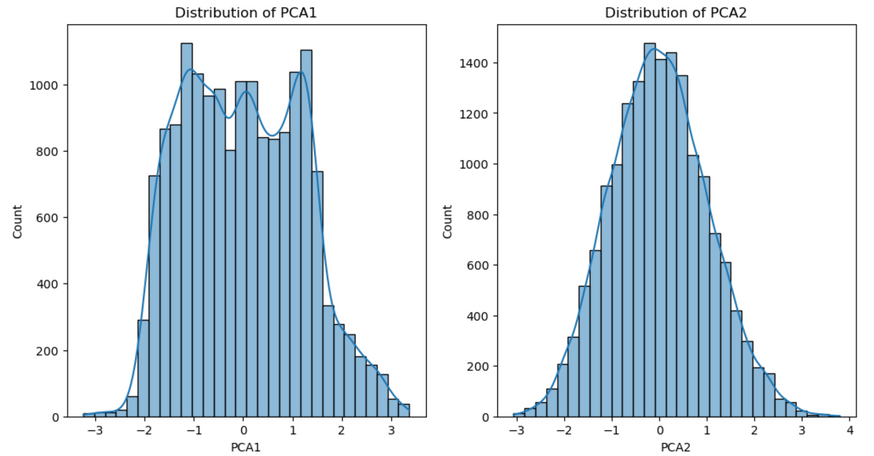 Distribution of PCA1
Count
1000
800
600
400
200
0
−3 −2 −1 0 1 2 3
PCA1
Distribution of PCA2
Count
1400
1200
1000
800
600
400
200
0
−3 −2 −1 0 1 2 3 4
PCA2